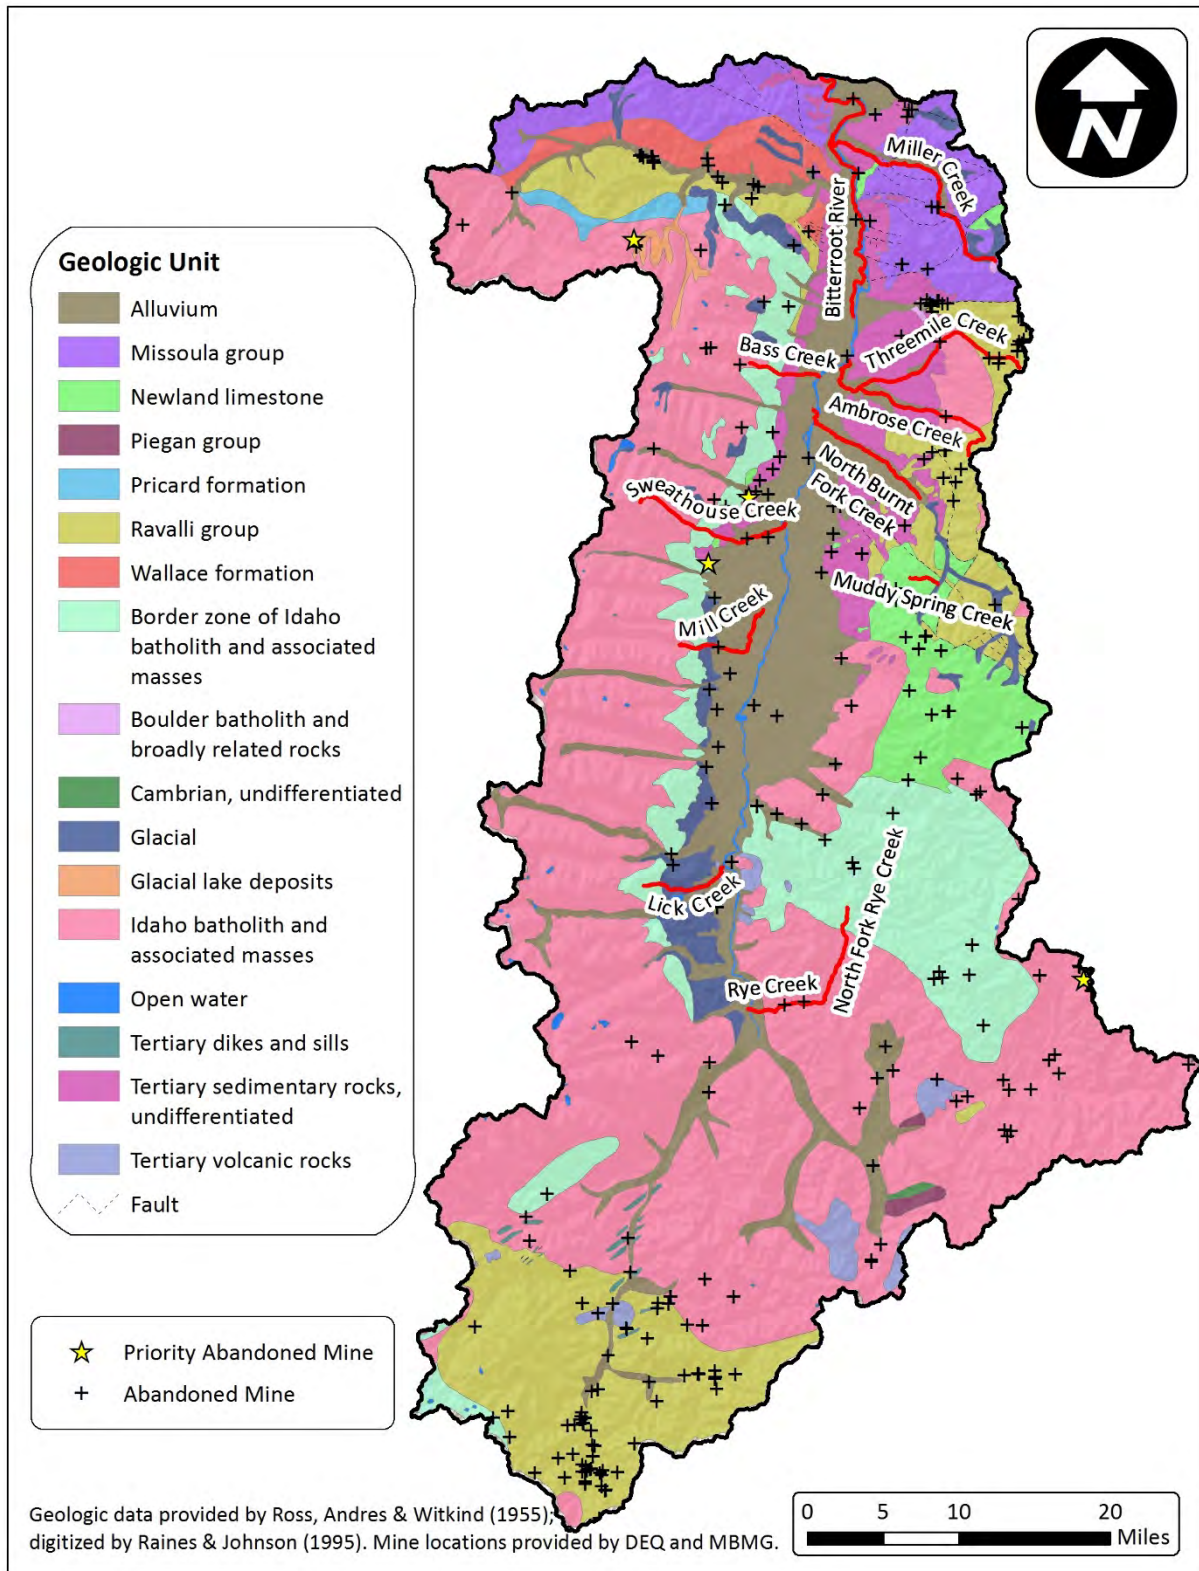 N
Miller Creek
Bitterroot River
Threemile Creek
Bass Creek
Ambrose Creek
North Burnt
Fork Creek
Sweathouse Creek
Muddy Spring Creek
Mill Creek
Lick Creek
North Fork Rye Creek
Rye Creek
Geologic Unit
Alluvium
Missoula group
Newland limestone
Piegan group
Pricard formation
Ravalli group
Wallace formation
Border zone of Idaho
batholith and associated
masses
Boulder batholith and
broadly related rocks
Cambrian, undifferentiated
Glacial
Glacial lake deposits
Idaho batholith and
associated masses
Open water
Tertiary dikes and sills
Tertiary sedimentary rocks,
undifferentiated
Tertiary volcanic rocks
Fault
Priority Abandoned Mine
Abandoned Mine
Geologic data provided by Ross, Andres & Witkind (1955);
digitized by Raines & Johnson (1995). Mine locations provided by DEQ and MBMG.
0 5 10 20
Miles